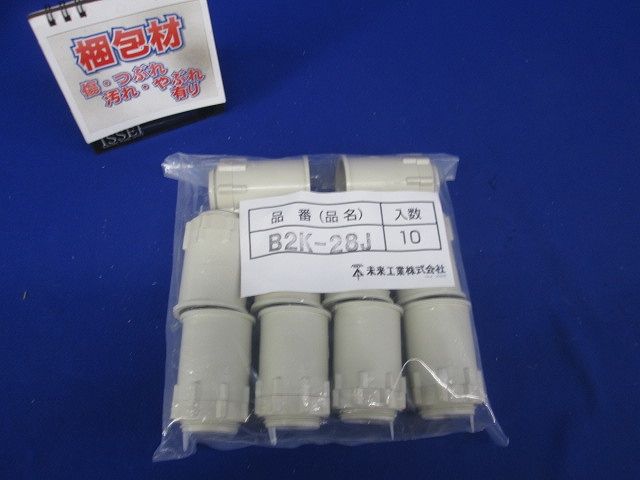 梱包材
傷・つぶれ
汚れ・やぶれ
有り
ISSEI
品番(品名) 入数
B2K-28J 10
未来工業株式会社